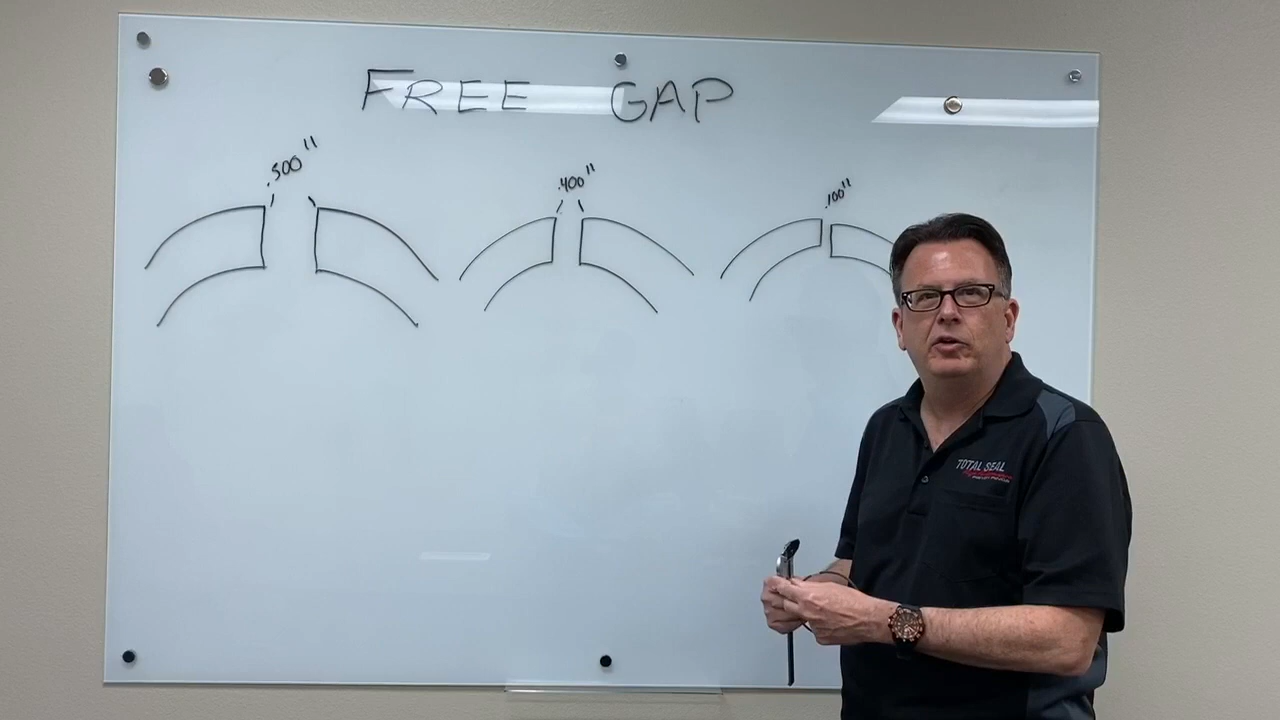 FREE GAP
.500"
.400"
.100"
TOTAL SEAL